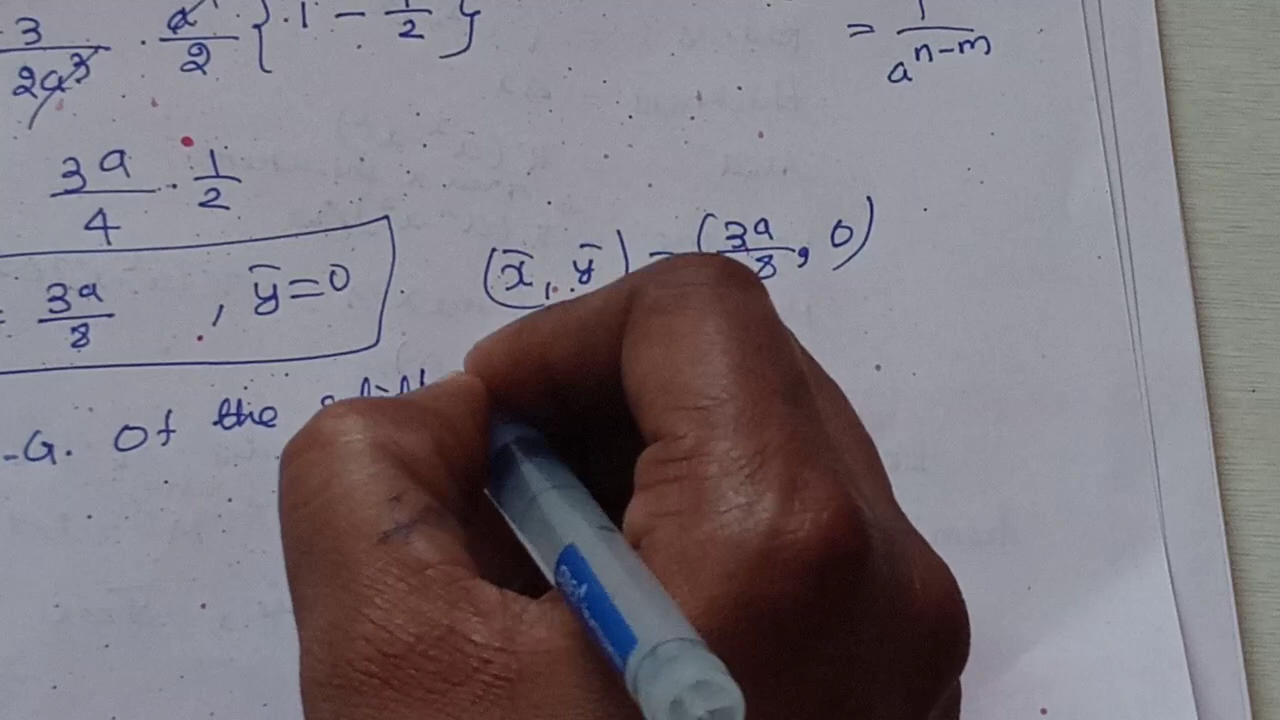 3/2a³ · a⁴/2 {1 − 1/2}
= 1/a^(n−m)
3a/4 · 1/2
= 3a/8 , ȳ=0
(x̄, ȳ) = (3a/8, 0)
-G. Of the